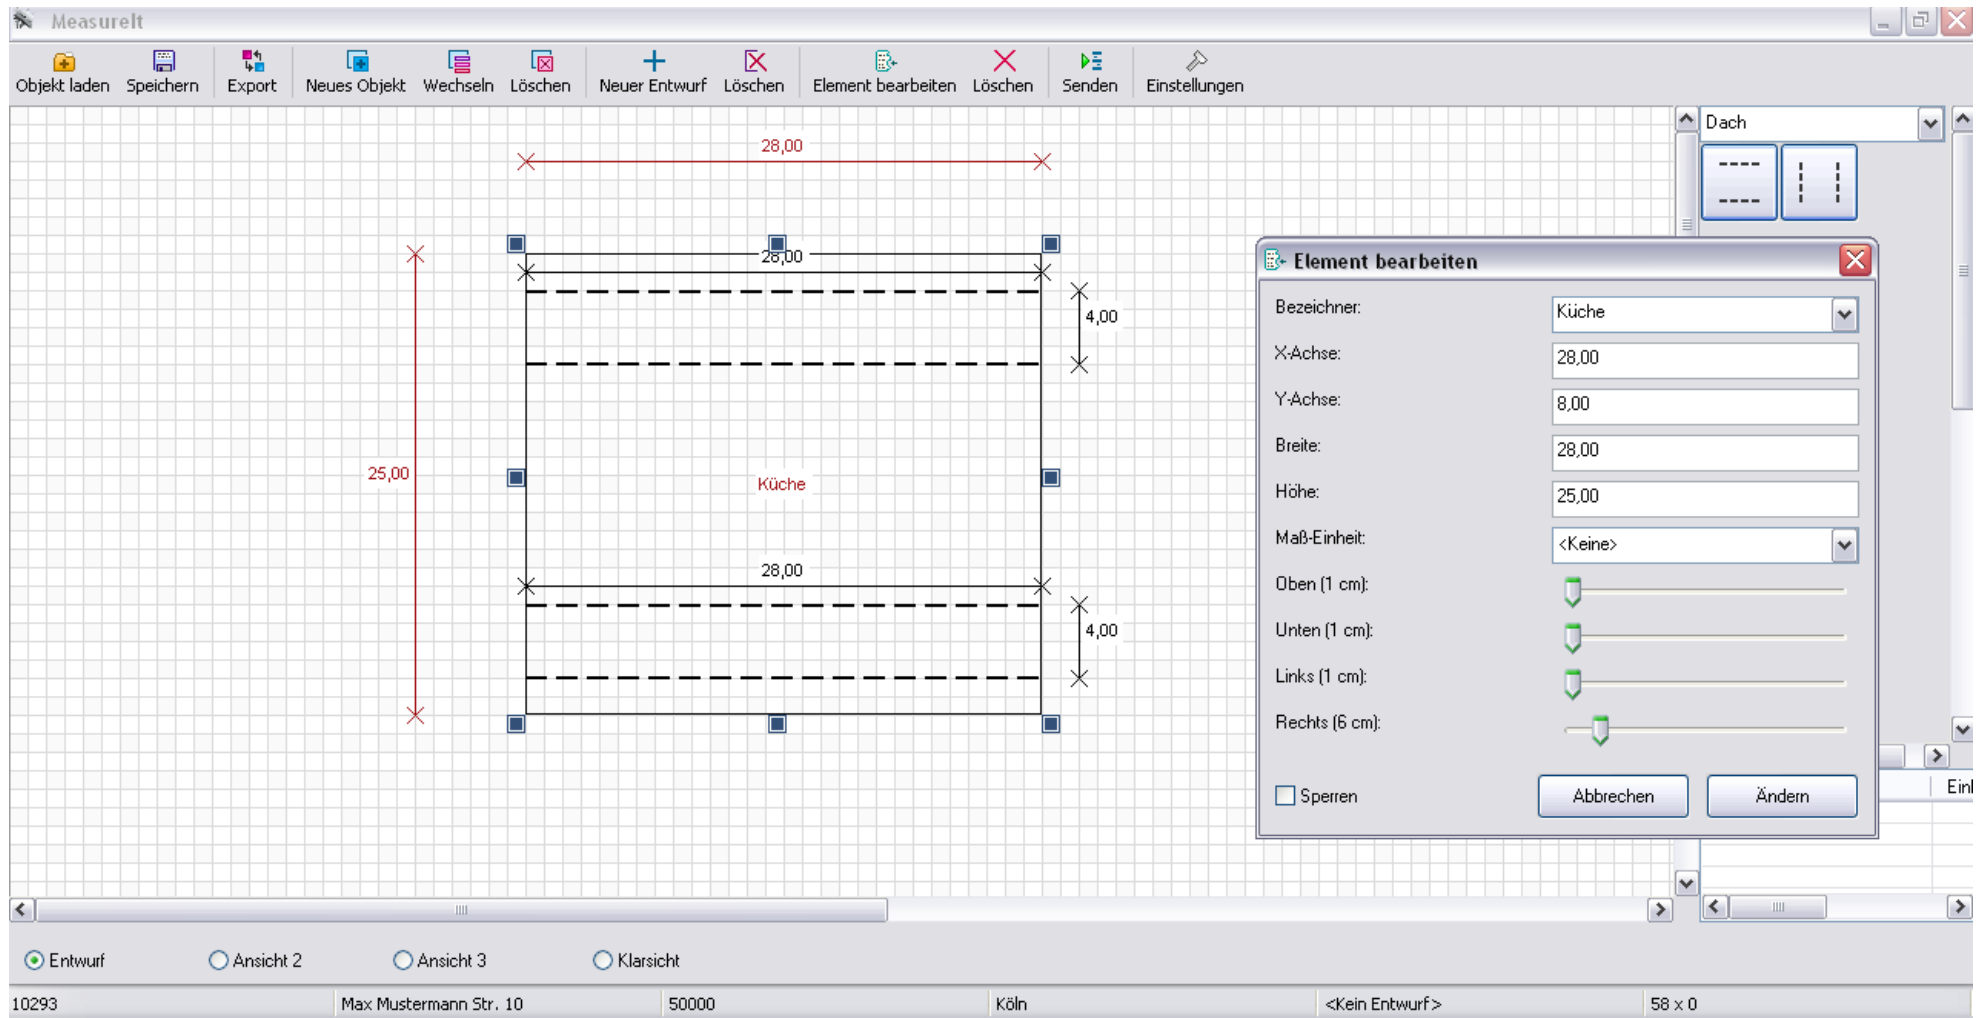 MeasureIt
Objekt laden Speichern Export Neues Objekt Wechseln Löschen Neuer Entwurf Löschen Element bearbeiten Löschen Senden Einstellungen
Dach
28,00
28,00
4,00
25,00
Küche
28,00
4,00
Element bearbeiten
Bezeichner: Küche
X-Achse: 28,00
Y-Achse: 8,00
Breite: 28,00
Höhe: 25,00
Maß-Einheit: <Keine>
Oben (1 cm):
Unten (1 cm):
Links (1 cm):
Rechts (6 cm):
Sperren Abbrechen Ändern
Entwurf Ansicht 2 Ansicht 3 Klarsicht
10293 Max Mustermann Str. 10 50000 Köln <Kein Entwurf> 58 x 0